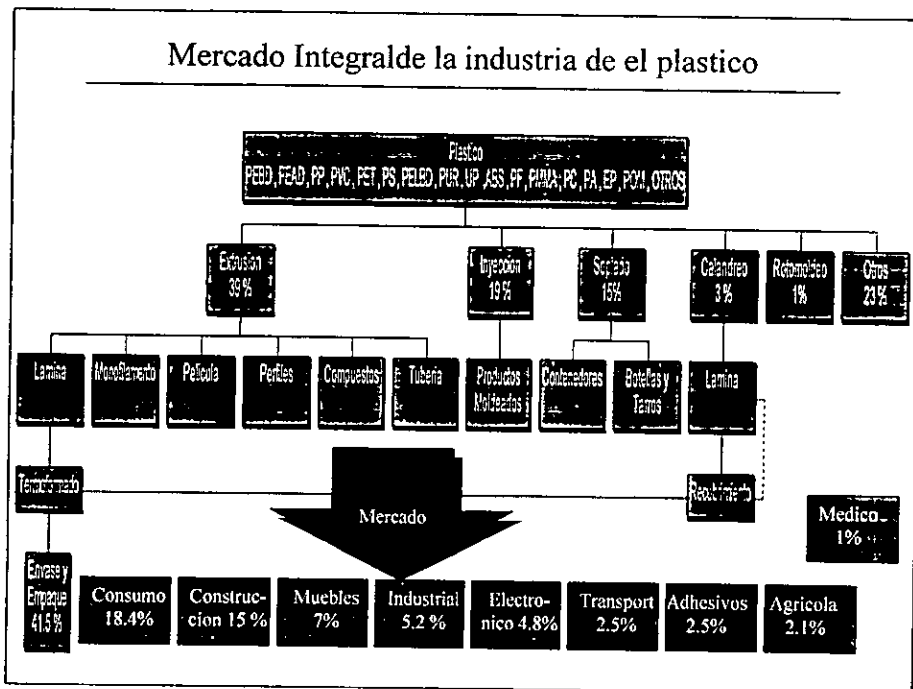 Mercado Integralde la industria de el plastico
Plastico
PEBD, FEAD, PP, PVC, PET, PS, PELBD, PUR, UP, ABS, PF, PMMA, PC, PA, EP, POM, OTROS
Extrusion
39 %
Inyeccion
19 %
Soplado
15%
Calandreo
3 %
Rotomoldeo
1%
Otros
23 %
Lamina
Monofilamento
Pelicula
Perfiles
Compuestos
Tuberia
Productos
Moldeados
Contenedores
Botellas y
Tarros
Lamina
Termoformado
Mercado
Recubrimiento
Medico
1%
Envase y
Empaque
41.5 %
Consumo
18.4%
Construc-
cion 15 %
Muebles
7%
Industrial
5.2 %
Electro-
nico 4.8%
Transport
2.5%
Adhesivos
2.5%
Agricola
2.1%